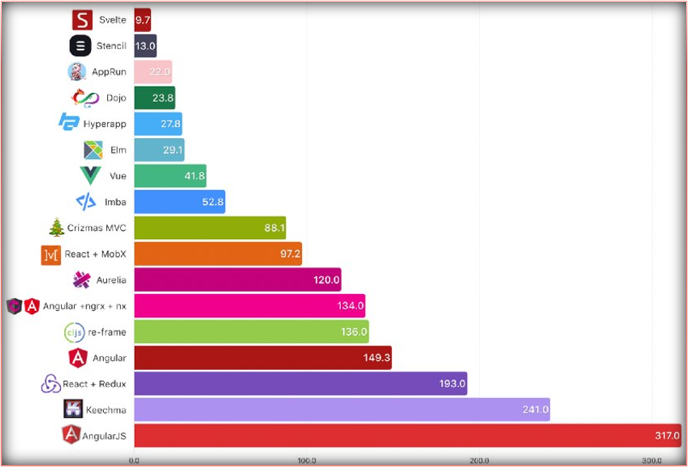 Svelte 9.7
Stencil 13.0
AppRun 22.0
Dojo 23.8
Hyperapp 27.8
Elm 29.1
Vue 41.8
Imba 52.8
Crizmas MVC 88.1
React + MobX 97.2
Aurelia 120.0
Angular +ngrx + nx 134.0
cljs re-frame 136.0
Angular 149.3
React + Redux 193.0
Keechma 241.0
AngularJS 317.0
0.0 100.0 200.0 300.0